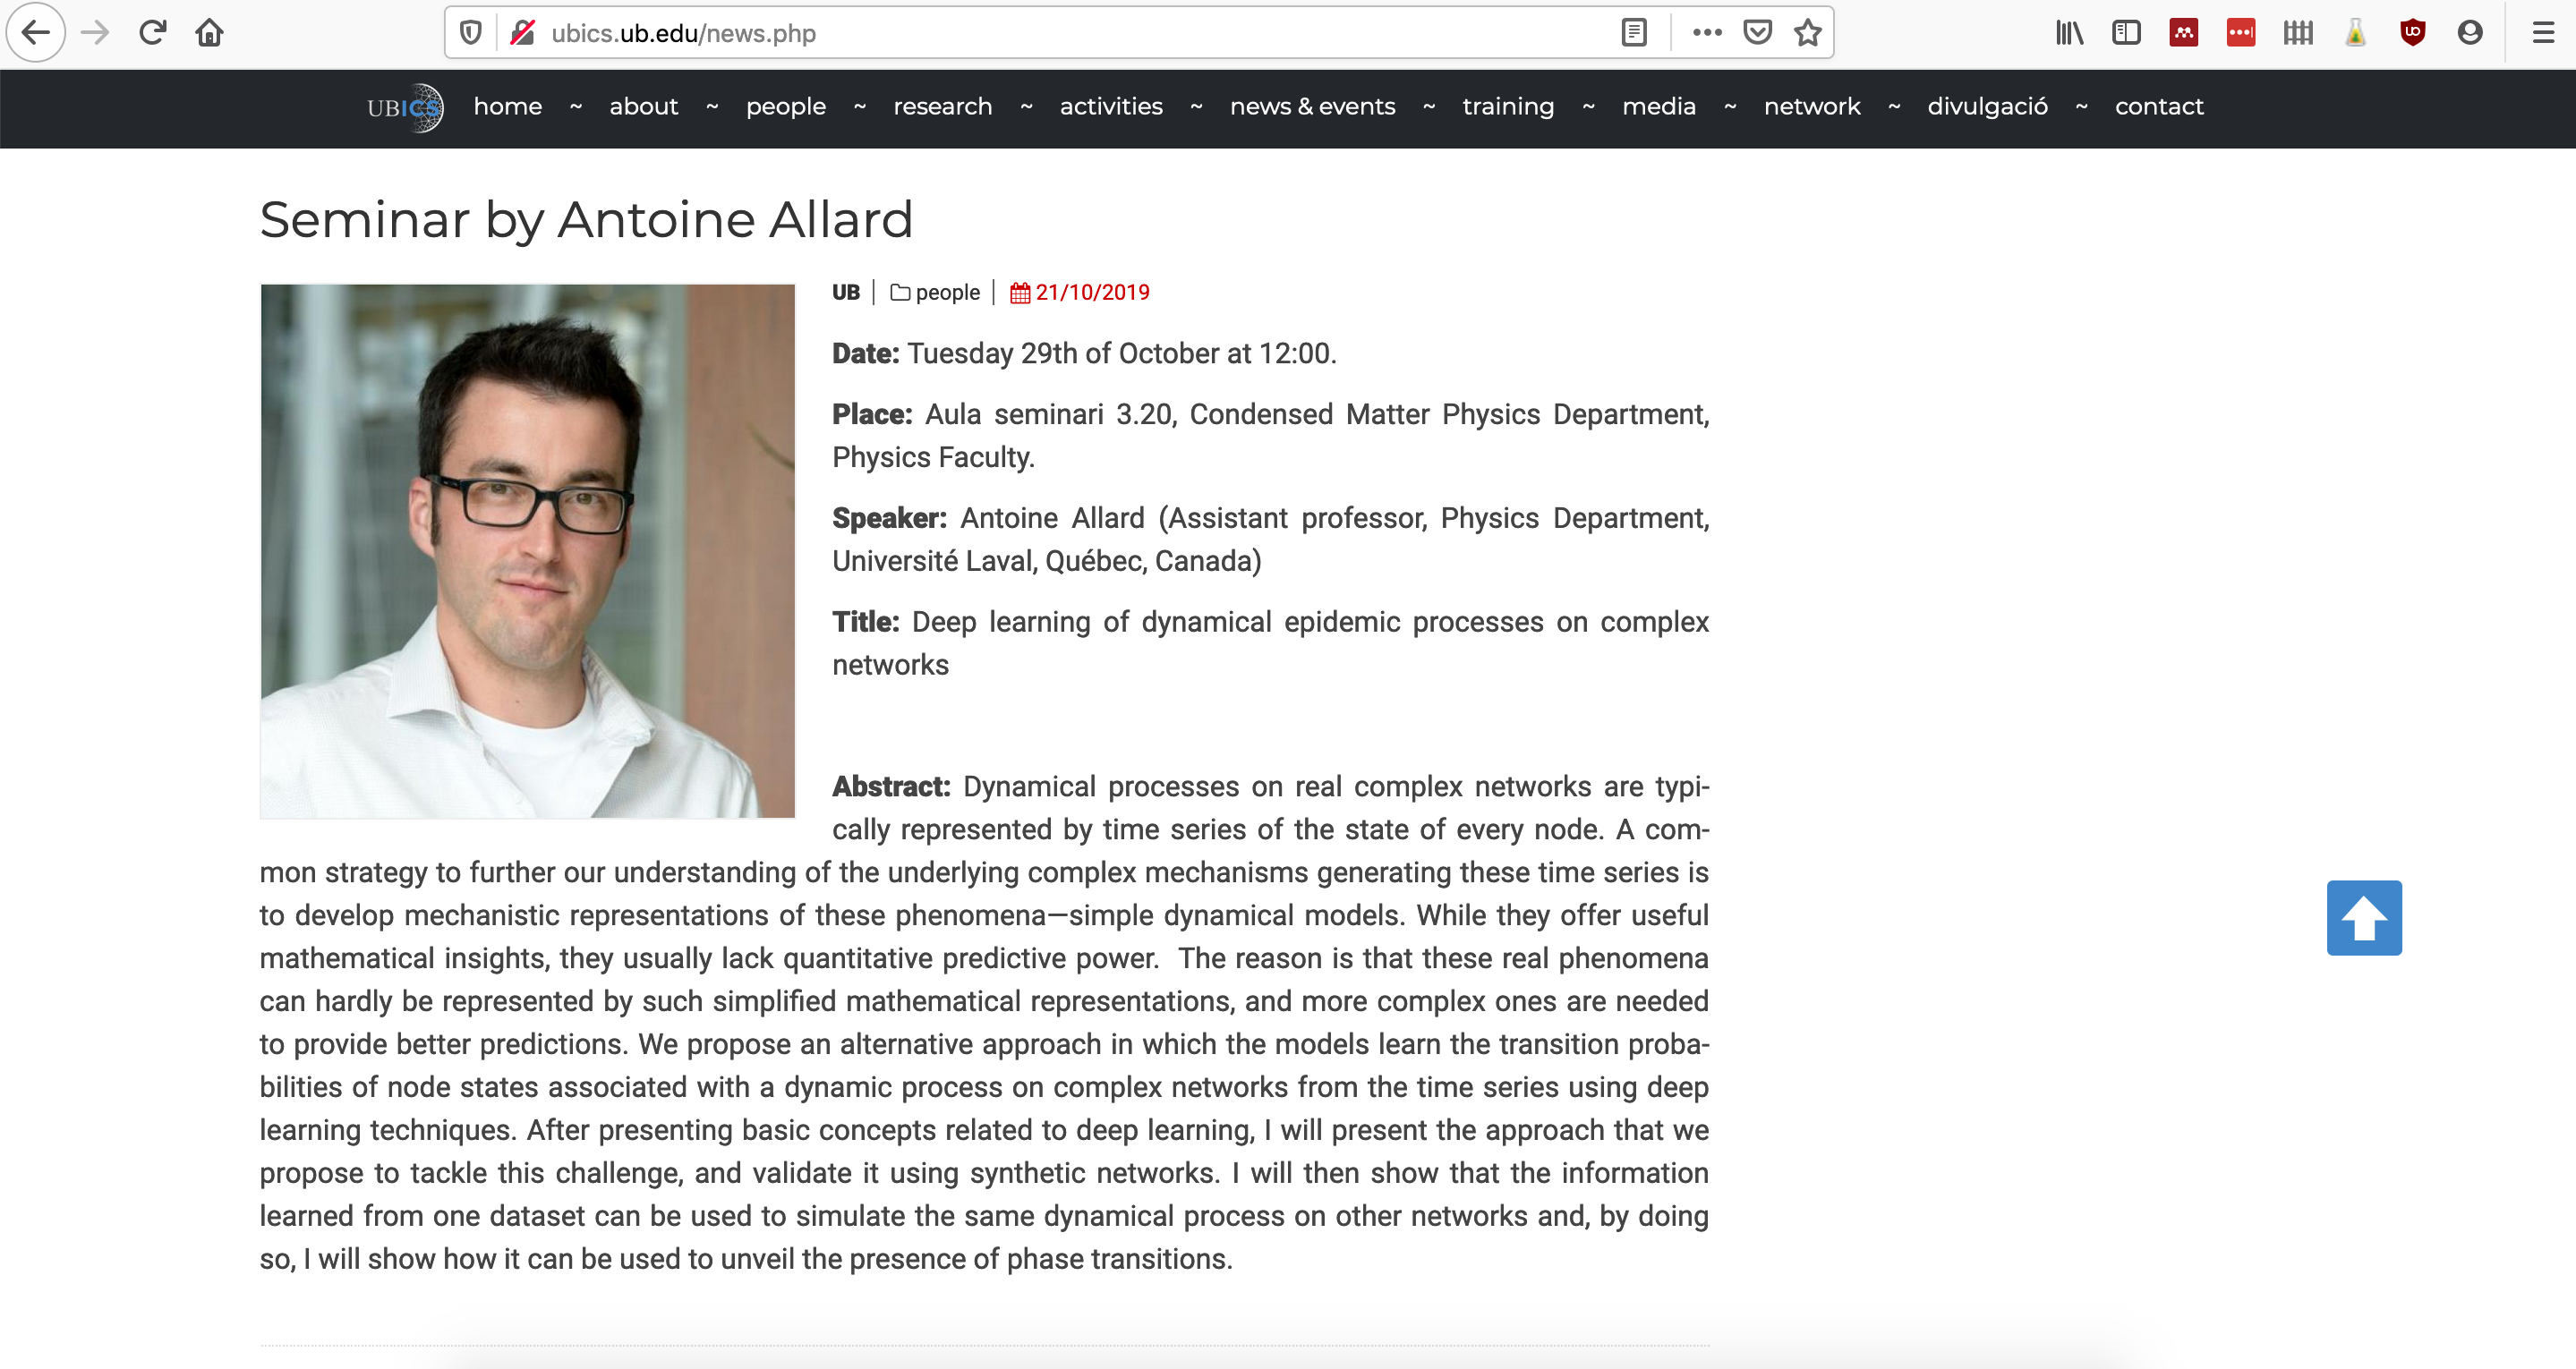 ubics.ub.edu/news.php
UBICS home ~ about ~ people ~ research ~ activities ~ news & events ~ training ~ media ~ network ~ divulgació ~ contact
Seminar by Antoine Allard
UB | people | 21/10/2019
Date: Tuesday 29th of October at 12:00.
Place: Aula seminari 3.20, Condensed Matter Physics Department,
Physics Faculty.
Speaker: Antoine Allard (Assistant professor, Physics Department,
Université Laval, Québec, Canada)
Title: Deep learning of dynamical epidemic processes on complex
networks
Abstract: Dynamical processes on real complex networks are typi-
cally represented by time series of the state of every node. A com-
mon strategy to further our understanding of the underlying complex mechanisms generating these time series is
to develop mechanistic representations of these phenomena—simple dynamical models. While they offer useful
mathematical insights, they usually lack quantitative predictive power. The reason is that these real phenomena
can hardly be represented by such simplified mathematical representations, and more complex ones are needed
to provide better predictions. We propose an alternative approach in which the models learn the transition proba-
bilities of node states associated with a dynamic process on complex networks from the time series using deep
learning techniques. After presenting basic concepts related to deep learning, I will present the approach that we
propose to tackle this challenge, and validate it using synthetic networks. I will then show that the information
learned from one dataset can be used to simulate the same dynamical process on other networks and, by doing
so, I will show how it can be used to unveil the presence of phase transitions.